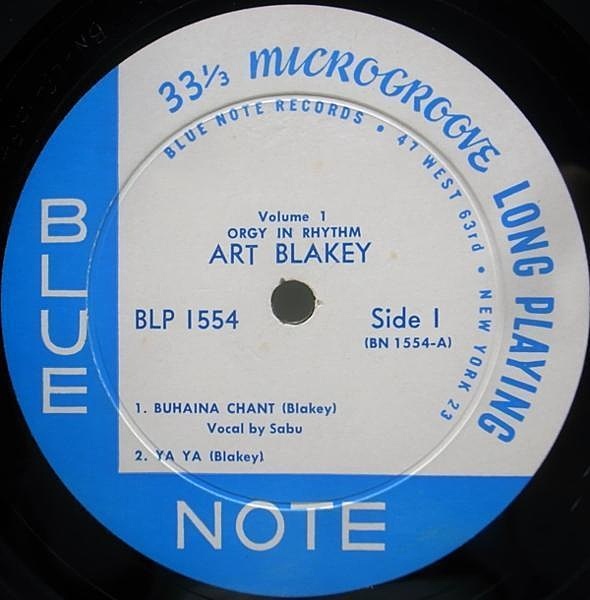 33⅓ MICROGROOVE LONG PLAYING
BLUE NOTE RECORDS • 47 WEST 63rd • NEW YORK 23
Volume 1
ORGY IN RHYTHM
ART BLAKEY
BLP 1554
Side 1
(BN 1554-A)
1. BUHAINA CHANT (Blakey)
Vocal by Sabu
2. YA YA (Blakey)
BLUE
NOTE